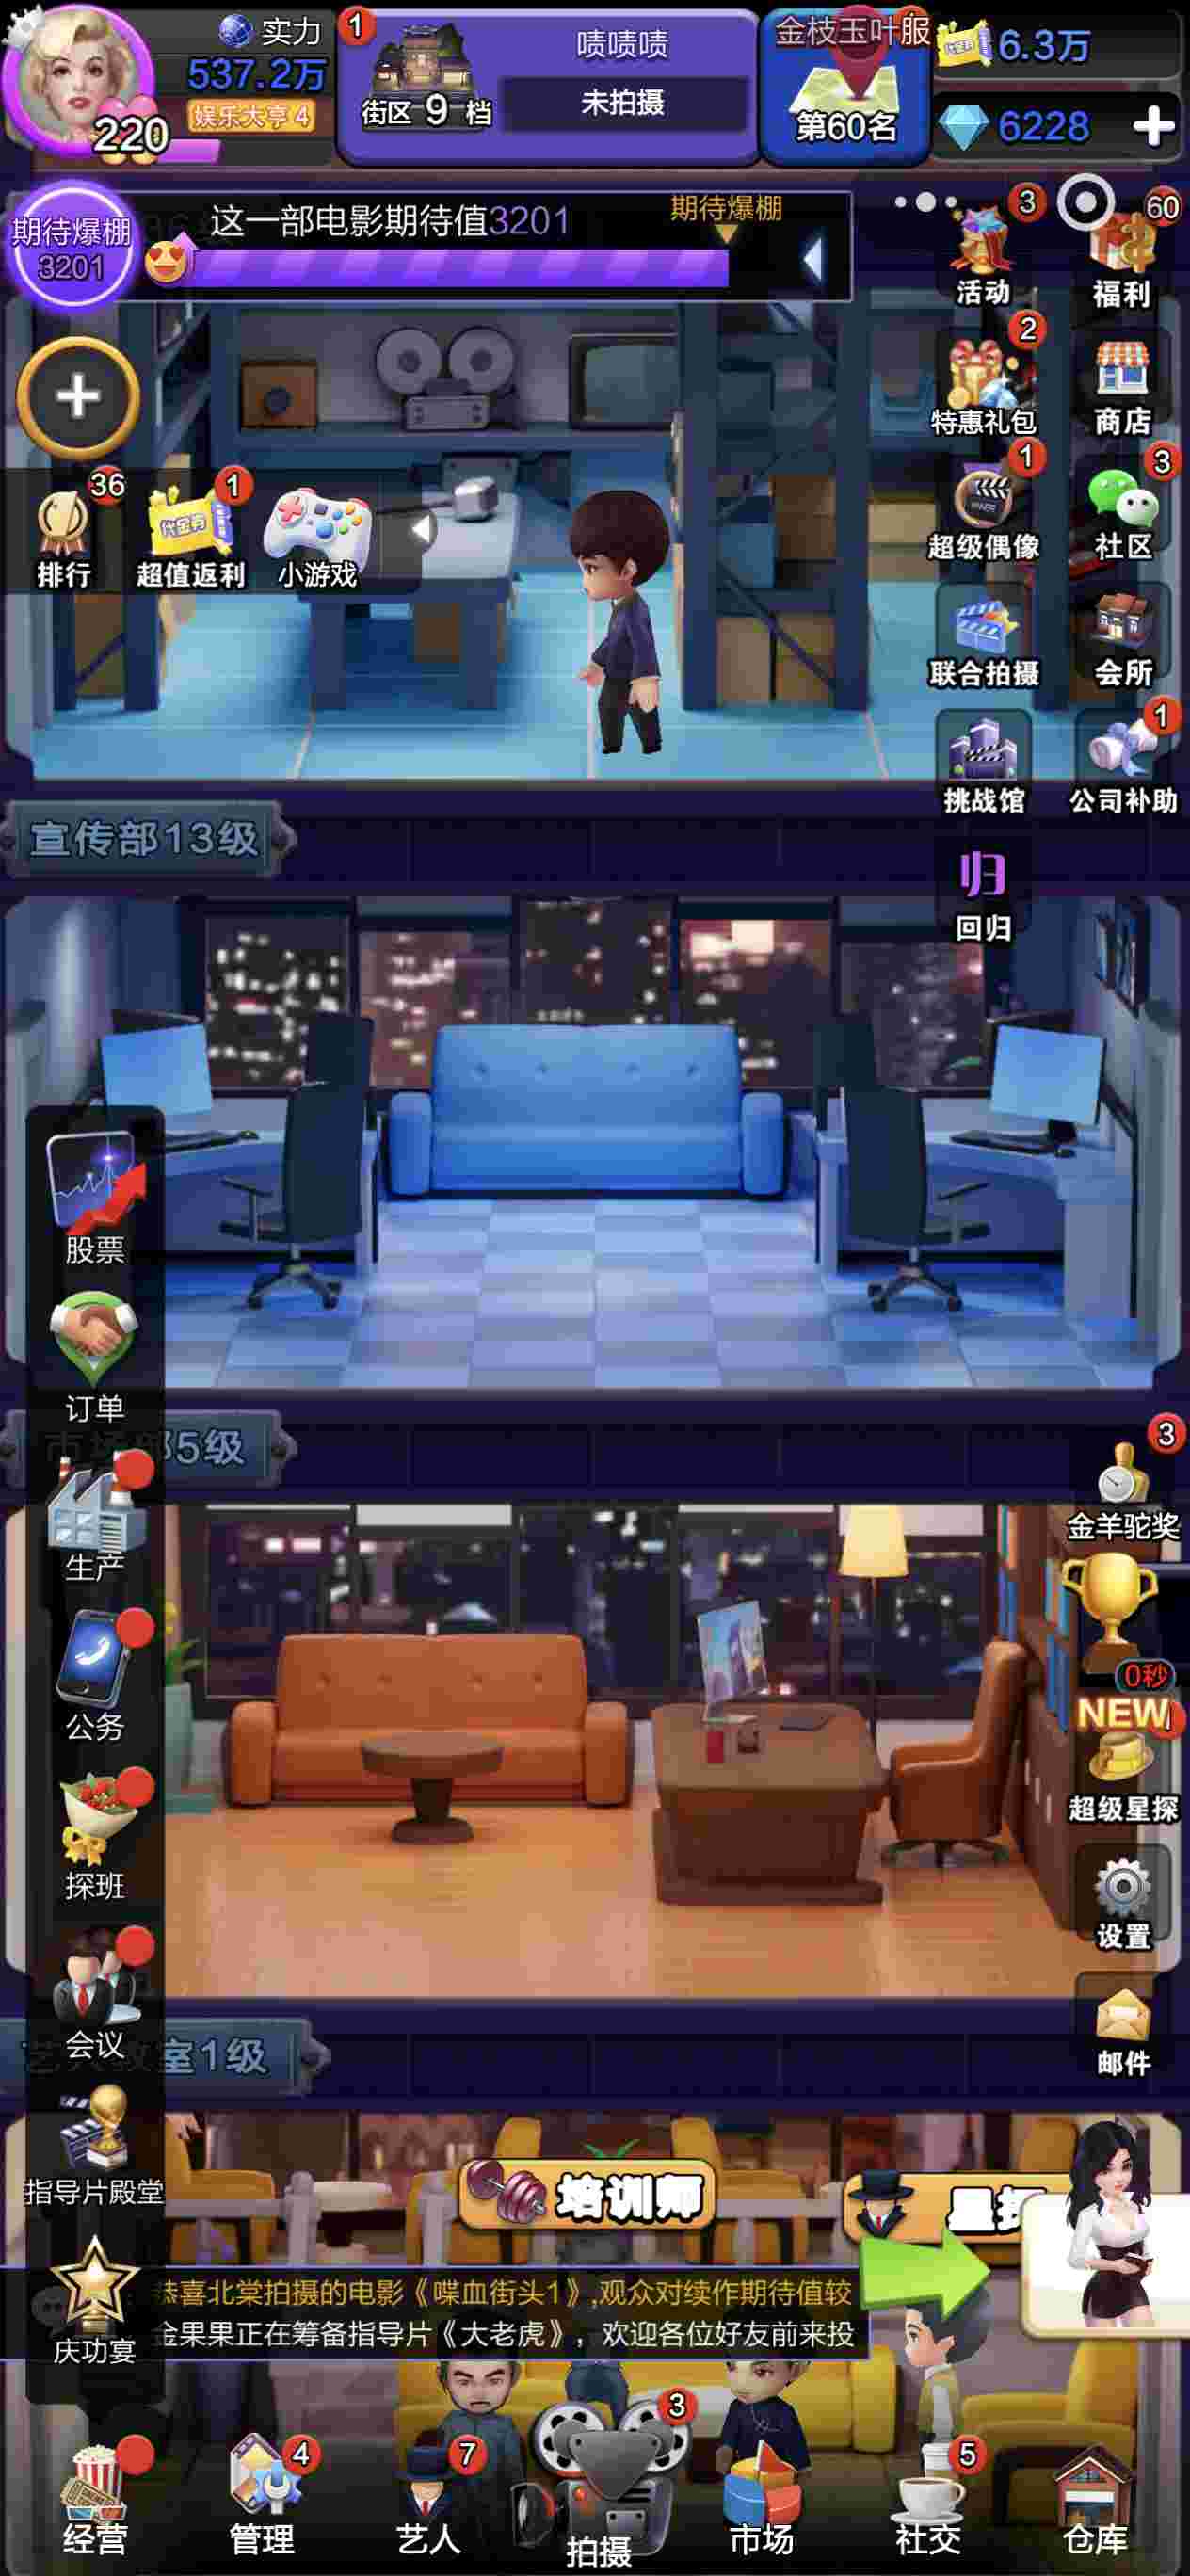 实力
537.2万
娱乐大亨 4
220
1
街区 9 档
啧啧啧
未拍摄
金枝玉叶服
第60名
6.3万
6228
期待爆棚
3201
这一部电影期待值3201
期待爆棚
3
活动
60
福利
2
特惠礼包
商店
36
排行
1
代金券
超值返利
小游戏
1
超级偶像
3
社区
联合拍摄
会所
挑战馆
1
公司补助
归
回归
宣传部13级
股票
订单
市场部5级
生产
公务
探班
会议
3
金羊驼奖
0秒
NEW
超级星探
设置
邮件
室1级
指导片殿堂
庆功宴
培训师
星探
恭喜北棠拍摄的电影《喋血街头1》,观众对续作期待值较
金果果正在筹备指导片《大老虎》，欢迎各位好友前来投
经营
4
管理
7
艺人
3
拍摄
市场
5
社交
仓库